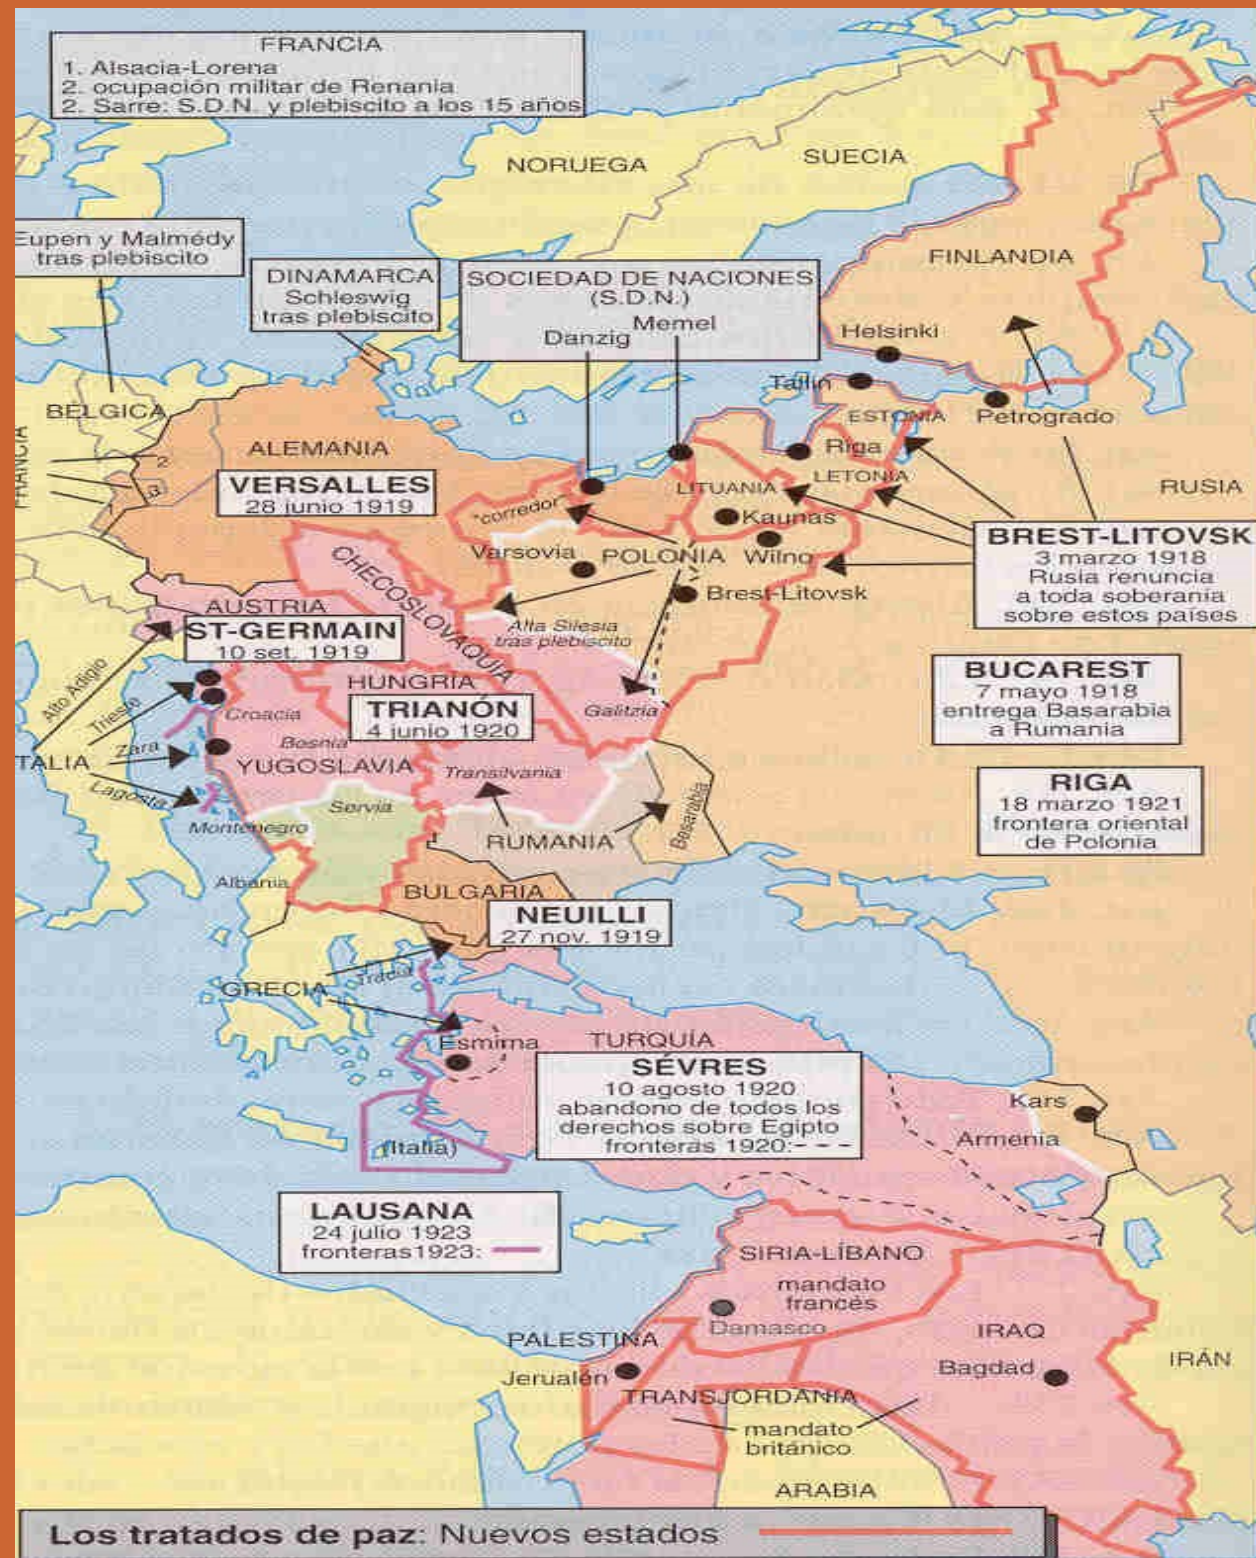 FRANCIA
1. Alsacia-Lorena
2. ocupación militar de Renania
2. Sarre: S.D.N. y plebiscito a los 15 años
NORUEGA
SUECIA
FINLANDIA
Eupen y Malmédy
tras plebiscito
DINAMARCA
Schleswig
tras plebiscito
SOCIEDAD DE NACIONES
(S.D.N.)
Memel
Danzig
Helsinki
Tallin
ESTONIA
Petrogrado
BELGICA
FRANCIA
2
3
1
ALEMANIA
VERSALLES
28 junio 1919
"corredor"
Riga
LETONIA
LITUANIA
RUSIA
Kaunas
Varsovia
POLONIA
Wilno
Brest-Litovsk
BREST-LITOVSK
3 marzo 1918
Rusia renuncia
a toda soberanía
sobre estos países
CHECOSLOVAQUIA
AUSTRIA
ST-GERMAIN
10 set. 1919
Alta Silesia
tras plebiscito
BUCAREST
7 mayo 1918
entrega Basarabia
a Rumania
HUNGRÍA
TRIANÓN
4 junio 1920
Galitzia
Alto Adigio
Trieste
Zara
ITALIA
Lagosta
Croacia
Bosnia
YUGOSLAVIA
Transilvania
RIGA
18 marzo 1921
frontera oriental
de Polonia
Servia
Montenegro
RUMANIA
Besarabia
Albania
BULGARIA
NEUILLI
27 nov. 1919
Tracia
GRECIA
Esmirna
TURQUÍA
SÉVRES
10 agosto 1920
abandono de todos los
derechos sobre Egipto
fronteras 1920:
Kars
Armenia
(Italia)
LAUSANA
24 julio 1923
fronteras1923:
SIRIA-LÍBANO
mandato
francés
Damasco
PALESTINA
IRAQ
IRÁN
Jerualén
Bagdad
TRANSJORDANIA
mandato
británico
ARABIA
Los tratados de paz: Nuevos estados